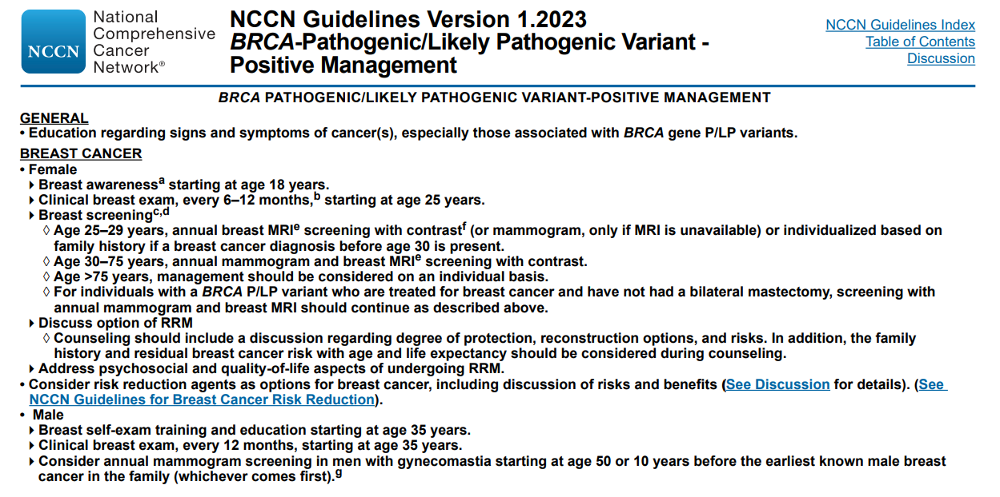 NCCN
National
Comprehensive
Cancer
Network®
NCCN Guidelines Version 1.2023
BRCA-Pathogenic/Likely Pathogenic Variant -
Positive Management
NCCN Guidelines Index
Table of Contents
Discussion
BRCA PATHOGENIC/LIKELY PATHOGENIC VARIANT-POSITIVE MANAGEMENT
GENERAL
• Education regarding signs and symptoms of cancer(s), especially those associated with BRCA gene P/LP variants.
BREAST CANCER
• Female
‣ Breast awarenessᵃ starting at age 18 years.
‣ Clinical breast exam, every 6–12 months,ᵇ starting at age 25 years.
‣ Breast screeningᶜ,ᵈ
◊ Age 25–29 years, annual breast MRIᵉ screening with contrastᶠ (or mammogram, only if MRI is unavailable) or individualized based on
family history if a breast cancer diagnosis before age 30 is present.
◊ Age 30–75 years, annual mammogram and breast MRIᵉ screening with contrast.
◊ Age >75 years, management should be considered on an individual basis.
◊ For individuals with a BRCA P/LP variant who are treated for breast cancer and have not had a bilateral mastectomy, screening with
annual mammogram and breast MRI should continue as described above.
‣ Discuss option of RRM
◊ Counseling should include a discussion regarding degree of protection, reconstruction options, and risks. In addition, the family
history and residual breast cancer risk with age and life expectancy should be considered during counseling.
‣ Address psychosocial and quality-of-life aspects of undergoing RRM.
• Consider risk reduction agents as options for breast cancer, including discussion of risks and benefits (See Discussion for details). (See
NCCN Guidelines for Breast Cancer Risk Reduction).
• Male
‣ Breast self-exam training and education starting at age 35 years.
‣ Clinical breast exam, every 12 months, starting at age 35 years.
‣ Consider annual mammogram screening in men with gynecomastia starting at age 50 or 10 years before the earliest known male breast
cancer in the family (whichever comes first).ᵍ